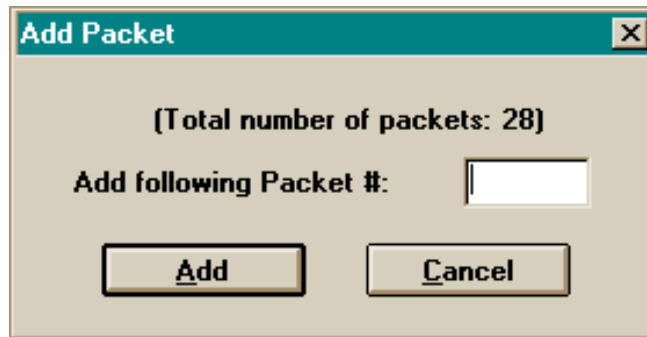 Add Packet
(Total number of packets: 28)
Add following Packet #:
Add Cancel